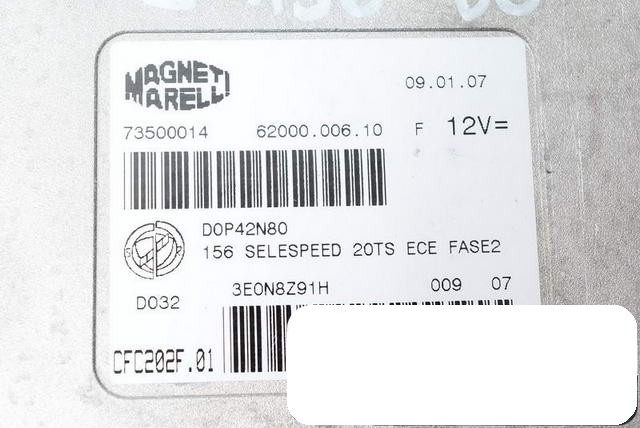 MAGNETI
MARELLI
09.01.07
73500014 62000.006.10 F 12V=
D0P42N80
156 SELESPEED 20TS ECE FASE2
3E0N8Z91H 009 07
D032
CFC202F.01